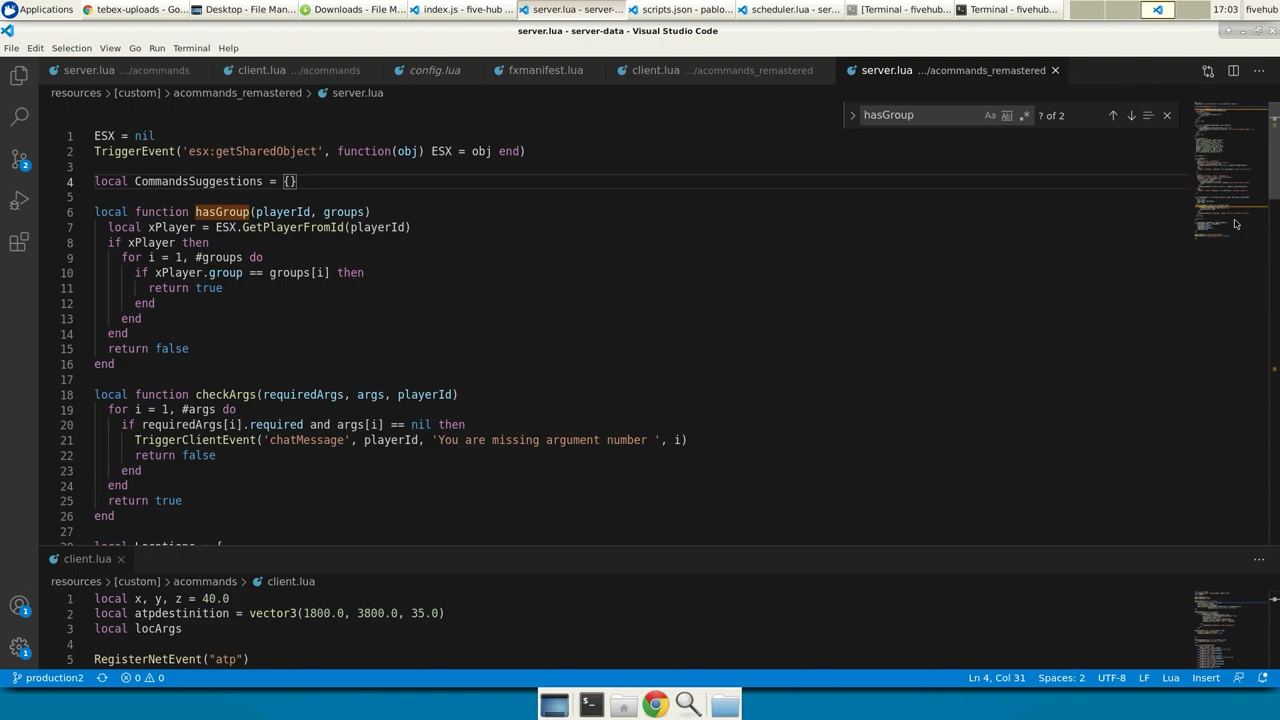 Applications
tebex-uploads - Go...
Desktop - File Man...
Downloads - File M...
index.js - five-hub ...
server.lua - server-...
scripts.json - pablo...
scheduler.lua - ser...
[Terminal - fivehub...
Terminal - fivehub...
17:03
fivehub
server.lua - server-data - Visual Studio Code
File Edit Selection View Go Run Terminal Help
server.lua .../acommands
client.lua .../acommands
config.lua
fxmanifest.lua
client.lua .../acommands_remastered
server.lua .../acommands_remastered
resources > [custom] > acommands_remastered > server.lua
hasGroup Aa Ab ? of 2
1 ESX = nil
2 TriggerEvent('esx:getSharedObject', function(obj) ESX = obj end)
3
4 local CommandsSuggestions = {}
5
6 local function hasGroup(playerId, groups)
7 local xPlayer = ESX.GetPlayerFromId(playerId)
8 if xPlayer then
9 for i = 1, #groups do
10 if xPlayer.group == groups[i] then
11 return true
12 end
13 end
14 end
15 return false
16 end
17
18 local function checkArgs(requiredArgs, args, playerId)
19 for i = 1, #args do
20 if requiredArgs[i].required and args[i] == nil then
21 TriggerClientEvent('chatMessage', playerId, 'You are missing argument number ', i)
22 return false
23 end
24 end
25 return true
26 end
27
28 local Locations = {
client.lua
resources > [custom] > acommands > client.lua
1 local x, y, z = 40.0
2 local atpdestinition = vector3(1800.0, 3800.0, 35.0)
3 local locArgs
4
5 RegisterNetEvent("atp")
2
1
1
production2 0 0 Ln 4, Col 31 Spaces: 2 UTF-8 LF Lua Insert